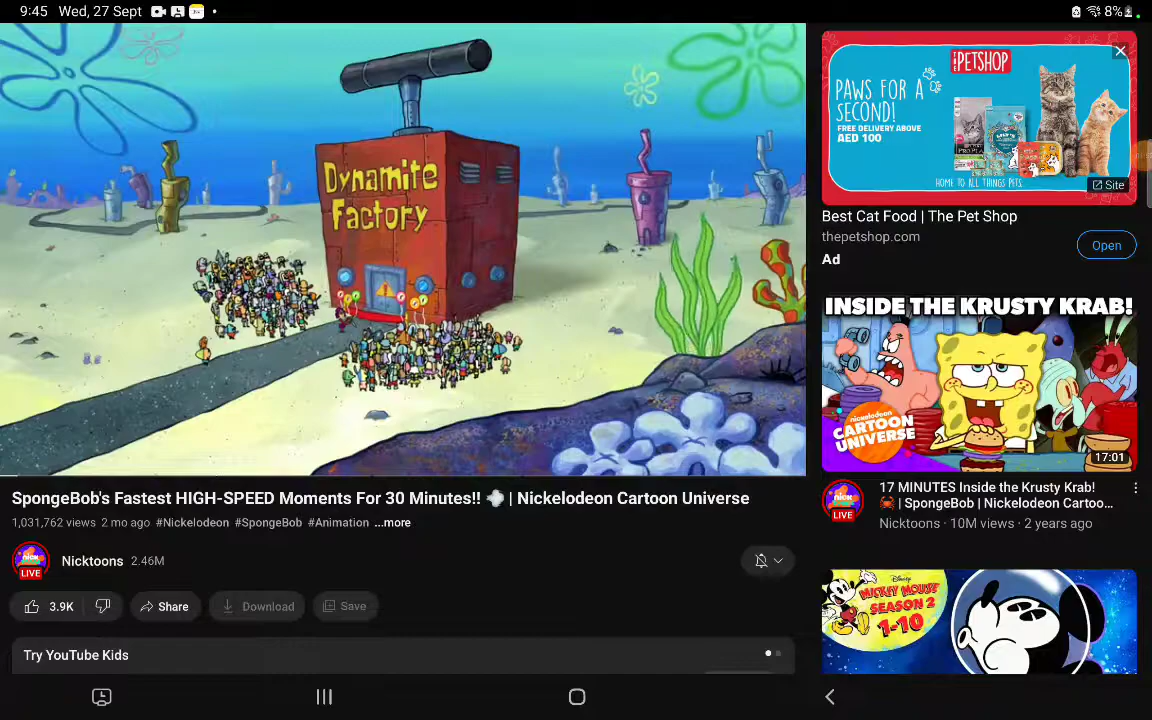 9:45 Wed, 27 Sept
8%
Dynamite
Factory
SpongeBob's Fastest HIGH-SPEED Moments For 30 Minutes!! 💨 | Nickelodeon Cartoon Universe
1,031,762 views 2 mo ago #Nickelodeon #SpongeBob #Animation ...more
LIVE
Nicktoons 2.46M
3.9K
Share
Download
Save
Try YouTube Kids
THE PETSHOP
PAWS FOR A
SECOND!
FREE DELIVERY ABOVE
AED 100
HOME TO ALL THINGS PETS
Site
Best Cat Food | The Pet Shop
thepetshop.com
Open
Ad
INSIDE THE KRUSTY KRAB!
nickelodeon
CARTOON
UNIVERSE
17:01
LIVE
17 MINUTES Inside the Krusty Krab!
🦀 | SpongeBob | Nickelodeon Cartoo...
Nicktoons · 10M views · 2 years ago
Disney
MICKEY MOUSE
SEASON 2
1-10